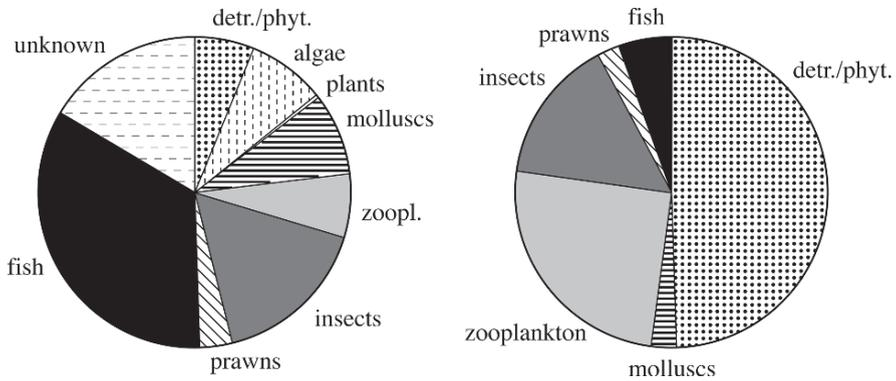 detr./phyt.
algae
plants
molluscs
zoopl.
insects
prawns
fish
unknown
fish
prawns
insects
detr./phyt.
zooplankton
molluscs